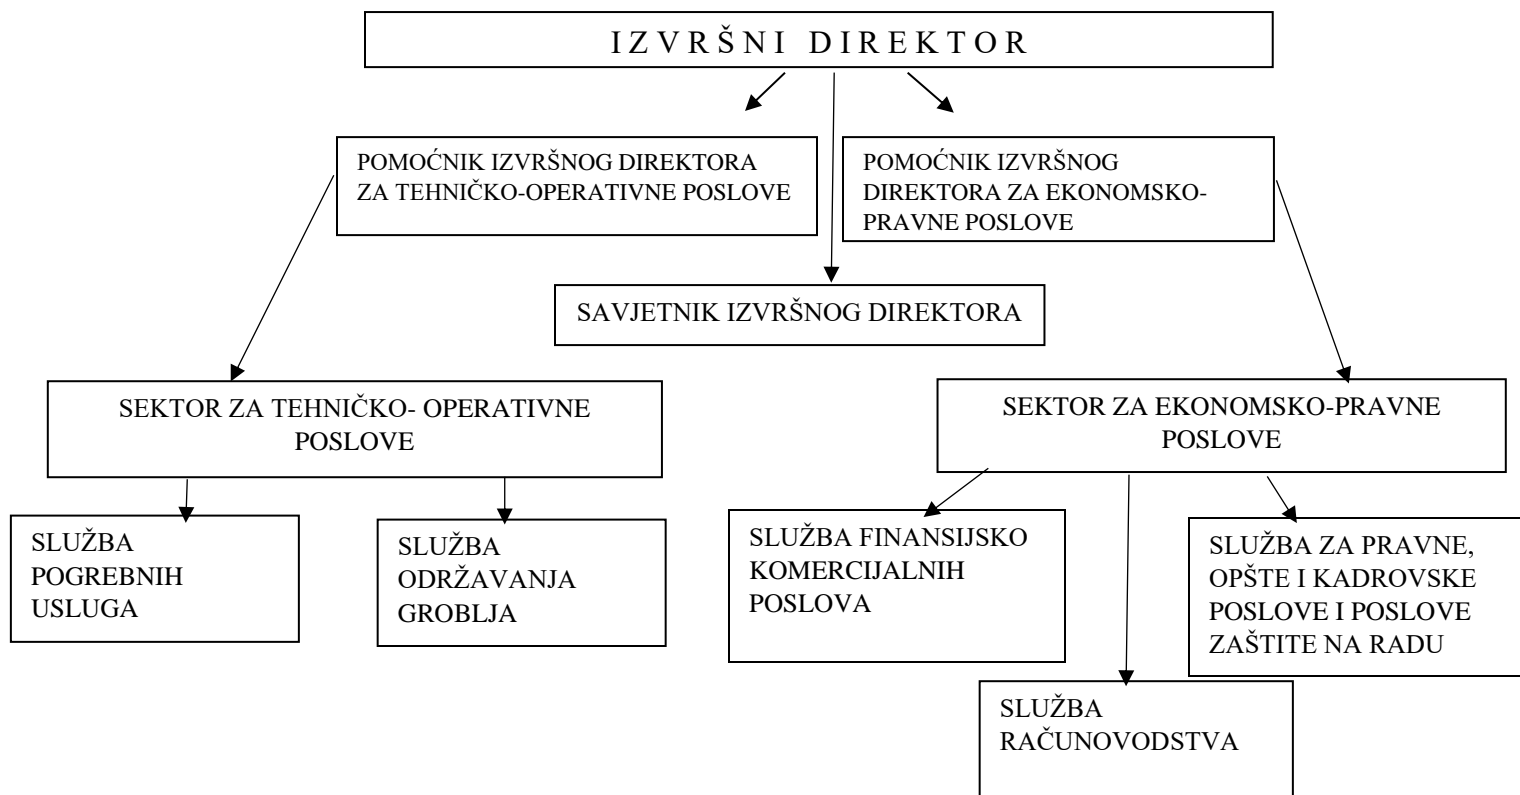 IZVRŠNI DIREKTOR
POMOĆNIK IZVRŠNOG DIREKTORA
ZA TEHNIČKO-OPERATIVNE POSLOVE
POMOĆNIK IZVRŠNOG
DIREKTORA ZA EKONOMSKO-
PRAVNE POSLOVE
SAVJETNIK IZVRŠNOG DIREKTORA
SEKTOR ZA TEHNIČKO- OPERATIVNE
POSLOVE
SEKTOR ZA EKONOMSKO-PRAVNE
POSLOVE
SLUŽBA
POGREBNIH
USLUGA
SLUŽBA
ODRŽAVANJA
GROBLJA
SLUŽBA FINANSIJSKO
KOMERCIJALNIH
POSLOVA
SLUŽBA ZA PRAVNE,
OPŠTE I KADROVSKE
POSLOVE I POSLOVE
ZAŠTITE NA RADU
SLUŽBA
RAČUNOVODSTVA